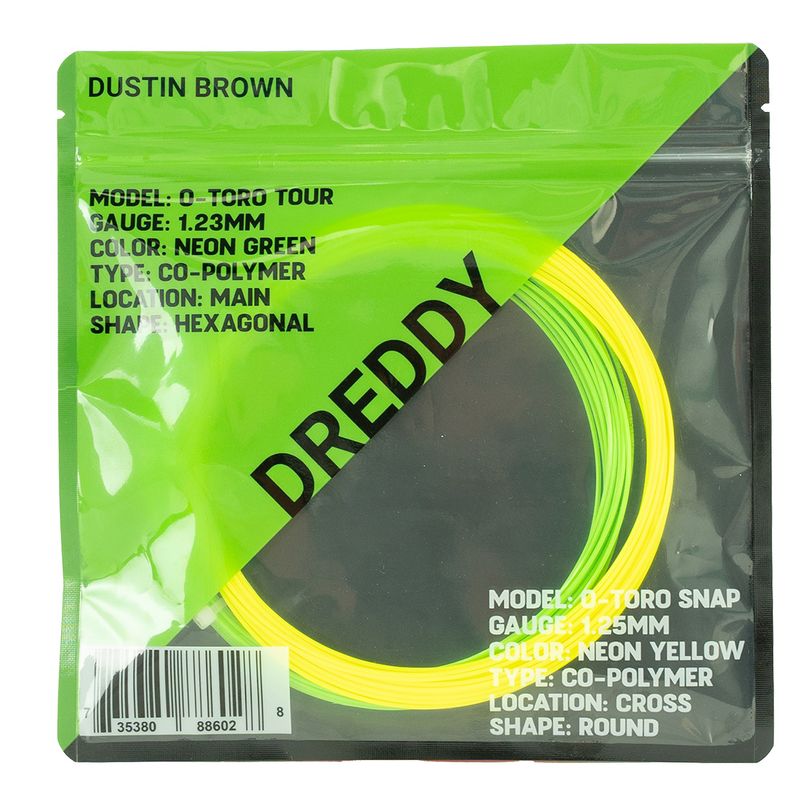 DUSTIN BROWN
MODEL: O-TORO TOUR
GAUGE: 1.23MM
COLOR: NEON GREEN
TYPE: CO-POLYMER
LOCATION: MAIN
SHAPE: HEXAGONAL
DREDDY
MODEL: O-TORO SNAP
GAUGE: 1.25MM
COLOR: NEON YELLOW
TYPE: CO-POLYMER
LOCATION: CROSS
SHAPE: ROUND
7 35380 88602 8